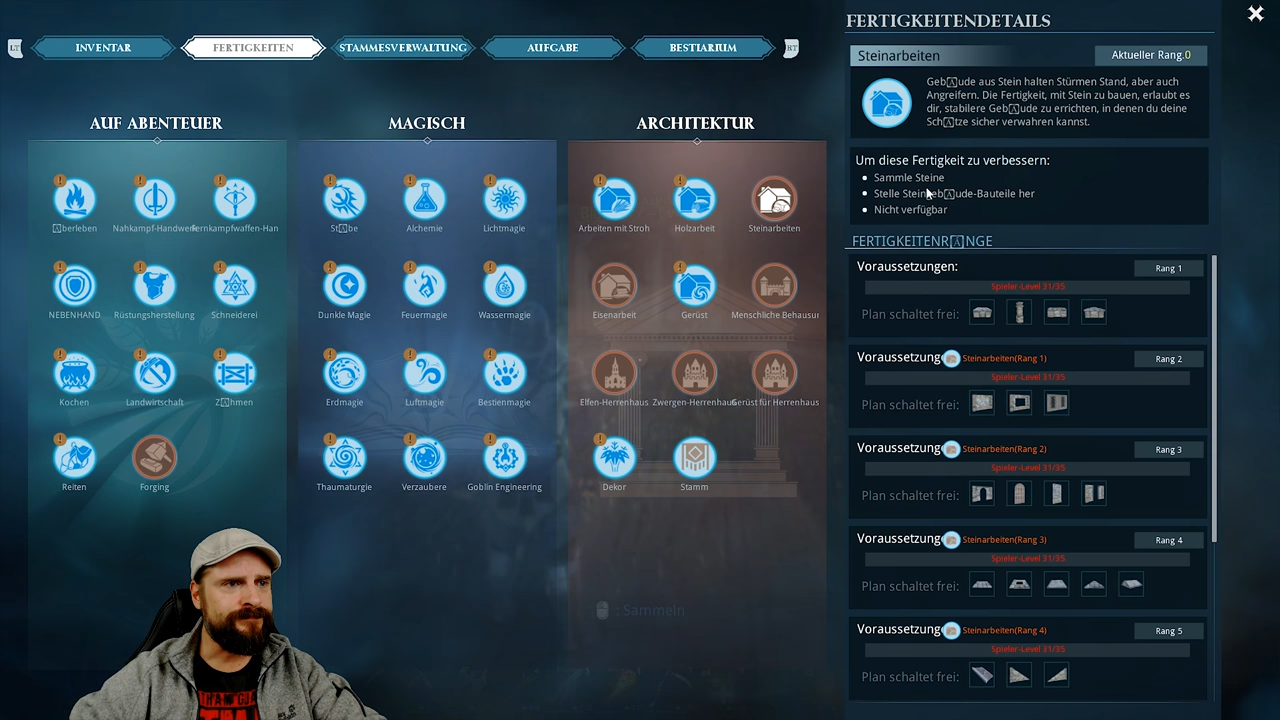 LT
INVENTAR
FERTIGKEITEN
STAMMESVERWALTUNG
AUFGABE
BESTIARIUM
RT
AUF ABENTEUER
MAGISCH
ARCHITEKTUR
berleben
Nahkampf-Handwerk
Fernkampfwaffen-Han
NEBENHAND
Rüstungsherstellung
Schneiderei
Kochen
Landwirtschaft
Z hmen
Reiten
Forging
St be
Alchemie
Lichtmagie
Dunkle Magie
Feuermagie
Wassermagie
Erdmagie
Luftmagie
Bestienmagie
Thaumaturgie
Verzaubere
Goblin Engineering
Arbeiten mit Stroh
Holzarbeit
Steinarbeiten
Eisenarbeit
Gerüst
Menschliche Behausur
Elfen-Herrenhaus
Zwergen-Herrenhaus
Gerüst für Herrenhaus
Dekor
Stamm
: Sammeln
FERTIGKEITENDETAILS
Steinarbeiten
Aktueller Rang.0
Geb ude aus Stein halten Stürmen Stand, aber auch
Angreifern. Die Fertigkeit, mit Stein zu bauen, erlaubt es
dir, stabilere Geb ude zu errichten, in denen du deine
Sch tze sicher verwahren kannst.
Um diese Fertigkeit zu verbessern:
Sammle Steine
Stelle Steingeb ude-Bauteile her
Nicht verfügbar
FERTIGKEITENR NGE
Voraussetzungen:
Rang 1
Spieler-Level 31/35
Plan schaltet frei:
Voraussetzung
Steinarbeiten(Rang 1)
Rang 2
Spieler-Level 31/35
Plan schaltet frei:
Voraussetzung
Steinarbeiten(Rang 2)
Rang 3
Spieler-Level 31/35
Plan schaltet frei:
Voraussetzung
Steinarbeiten(Rang 3)
Rang 4
Spieler-Level 31/35
Plan schaltet frei:
Voraussetzung
Steinarbeiten(Rang 4)
Rang 5
Spieler-Level 31/35
Plan schaltet frei: